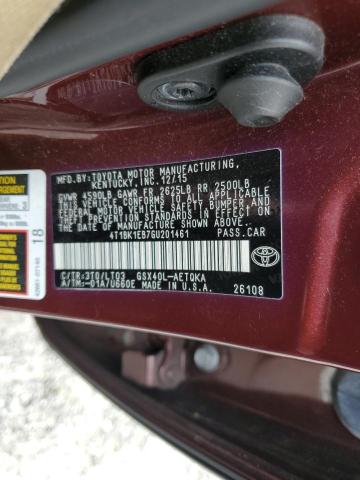 MFD.BY:TOYOTA MOTOR MANUFACTURING,
KENTUCKY, INC. 12/15
GVWR 4590LB GAWR FR 2625LB RR 2500LB
THIS VEHICLE CONFORMS TO ALL APPLICABLE
FEDERAL MOTOR VEHICLE SAFETY, BUMPER, AND
THEFT PREVENTION STANDARDS IN EFFECT ON
THE DATE OF MANUFACTURE SHOWN ABOVE.
4T1BK1EB7GU201461 PASS.CAR
C/TR:3T0/LT03 GSX40L-AETQKA
A/TM:-01A/U660E MADE IN U.S.A.
26108
TOYOTA
18